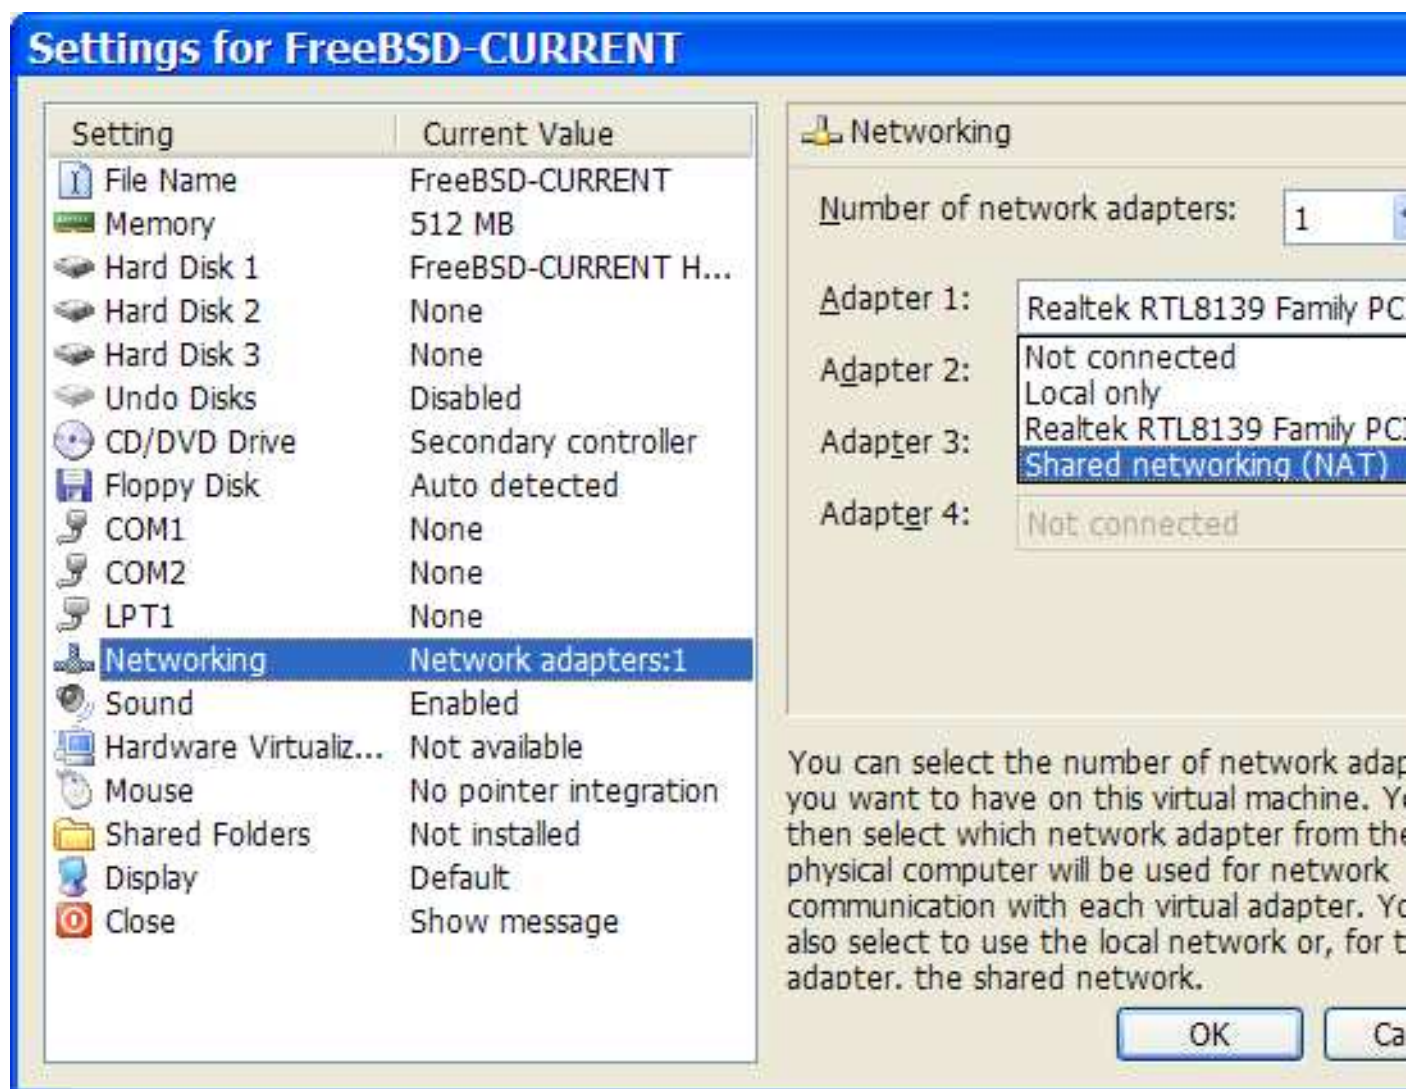 Settings for FreeBSD-CURRENT
Setting Current Value
File Name FreeBSD-CURRENT
Memory 512 MB
Hard Disk 1 FreeBSD-CURRENT H...
Hard Disk 2 None
Hard Disk 3 None
Undo Disks Disabled
CD/DVD Drive Secondary controller
Floppy Disk Auto detected
COM1 None
COM2 None
LPT1 None
Networking Network adapters:1
Sound Enabled
Hardware Virtualiz... Not available
Mouse No pointer integration
Shared Folders Not installed
Display Default
Close Show message
Networking
Number of network adapters: 1
Adapter 1: Realtek RTL8139 Family
Not connected
Adapter 2:
Local only
Realtek RTL8139 Family
Adapter 3:
Shared networking (NAT)
Adapter 4: Not connected
You can select the number of network
you want to have on this virtual machine.
then select which network adapter from
physical computer will be used for network
communication with each virtual adapter.
also select to use the local network or, for
adapter. the shared network.
OK